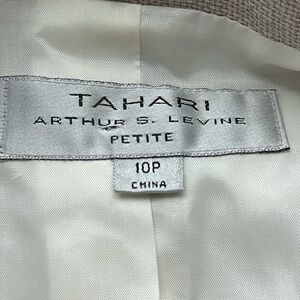 TAHARI
ARTHUR S. LEVINE
PETITE
10P
CHINA